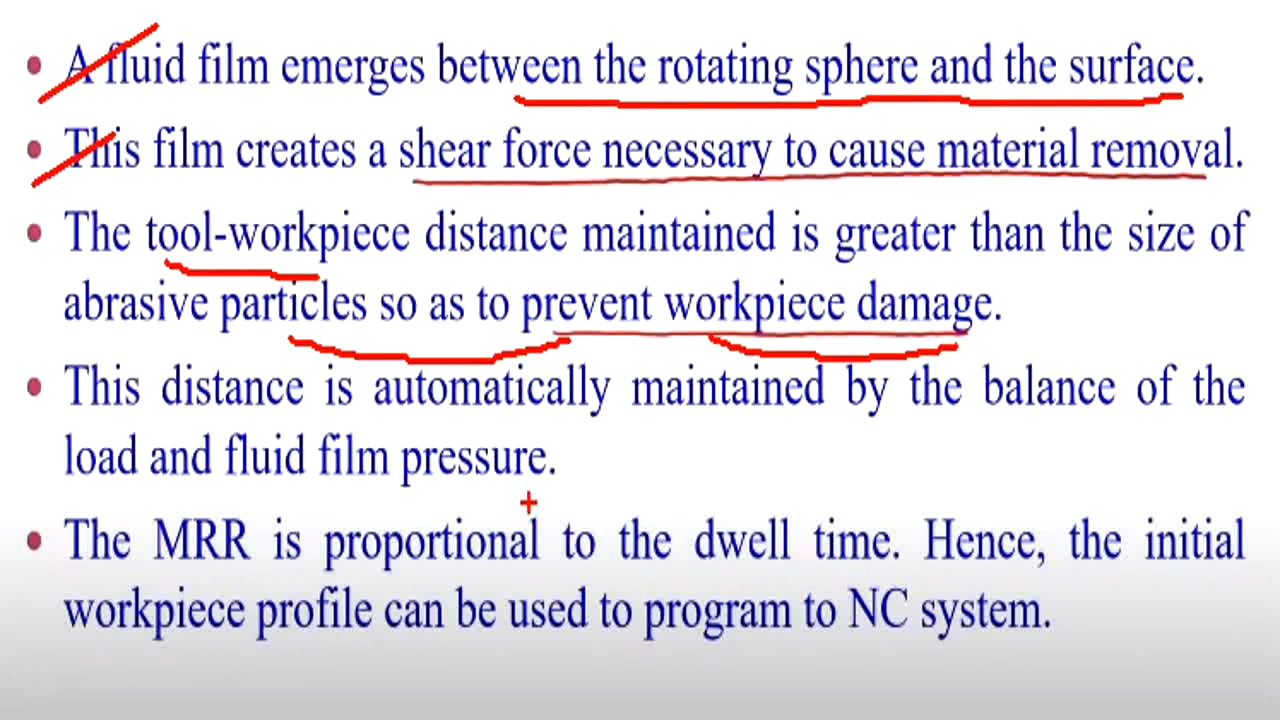 • A fluid film emerges between the rotating sphere and the surface.
• This film creates a shear force necessary to cause material removal.
• The tool-workpiece distance maintained is greater than the size of
abrasive particles so as to prevent workpiece damage.
• This distance is automatically maintained by the balance of the
load and fluid film pressure.
• The MRR is proportional to the dwell time. Hence, the initial
workpiece profile can be used to program to NC system.